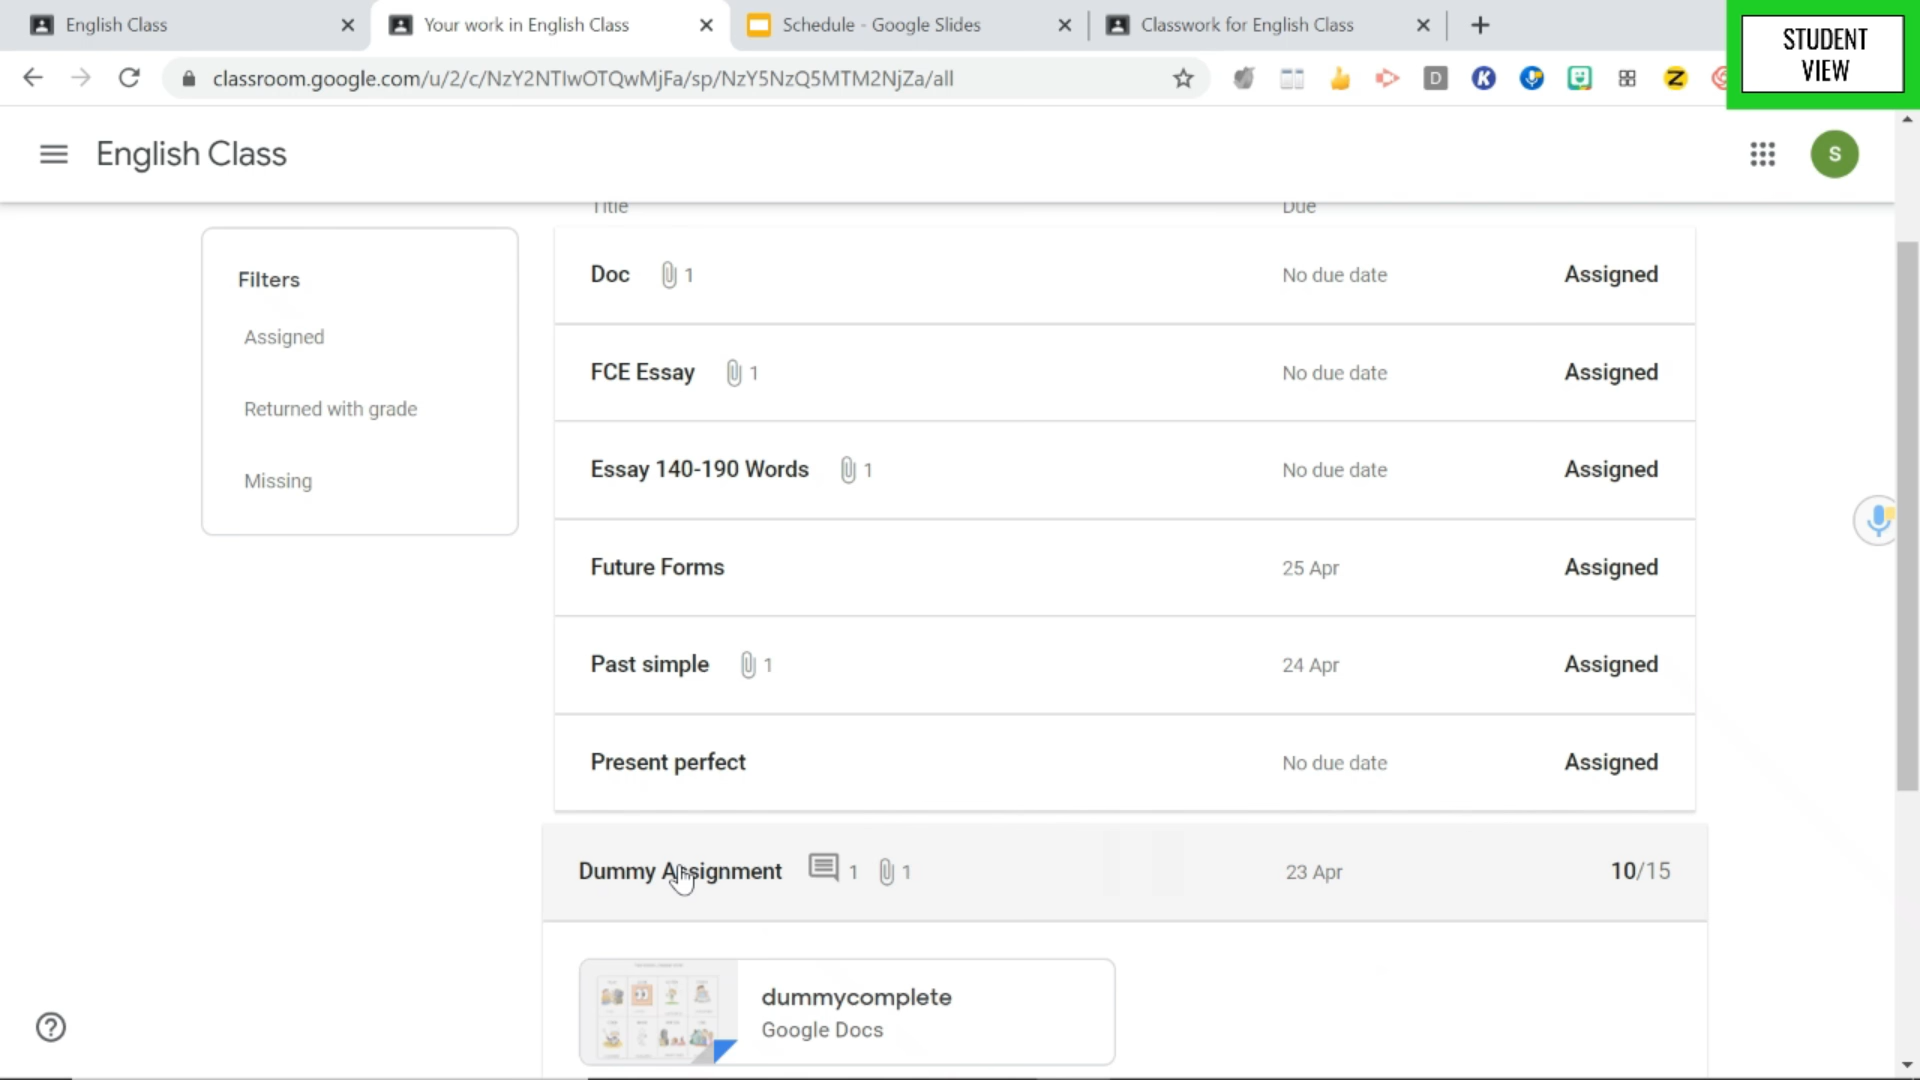 English Class
Your work in English Class
Schedule - Google Slides
Classwork for English Class
STUDENT
VIEW
classroom.google.com/u/2/c/NzY2NTIwOTQwMjFa/sp/NzY5NzQ5MTM2NjZa/all
English Class
S
Title
Due
Filters
Assigned
Returned with grade
Missing
Doc 1 No due date Assigned
FCE Essay 1 No due date Assigned
Essay 140-190 Words 1 No due date Assigned
Future Forms 25 Apr Assigned
Past simple 1 24 Apr Assigned
Present perfect No due date Assigned
Dummy Assignment 1 1 23 Apr 10/15
dummycomplete
Google Docs